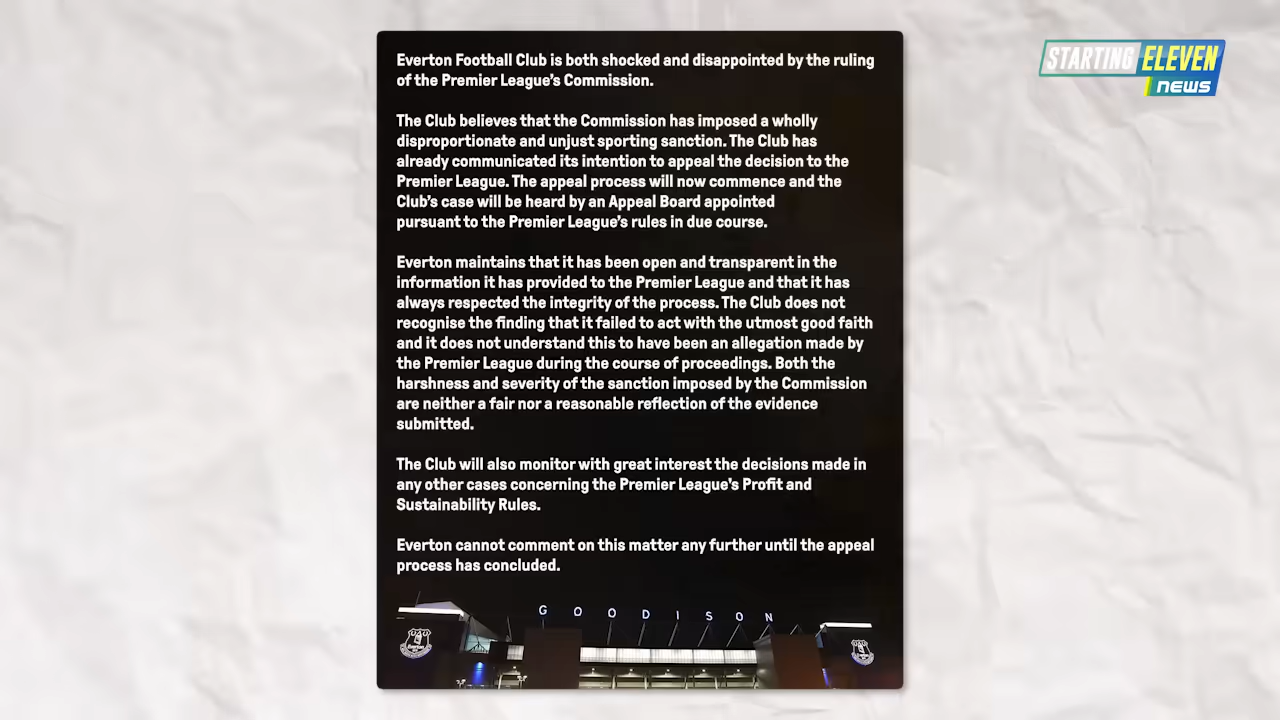 STARTING ELEVEN
news
Everton Football Club is both shocked and disappointed by the ruling
of the Premier League's Commission.
The Club believes that the Commission has imposed a wholly
disproportionate and unjust sporting sanction. The Club has
already communicated its intention to appeal the decision to the
Premier League. The appeal process will now commence and the
Club's case will be heard by an Appeal Board appointed
pursuant to the Premier League's rules in due course.
Everton maintains that it has been open and transparent in the
information it has provided to the Premier League and that it has
always respected the integrity of the process. The Club does not
recognise the finding that it failed to act with the utmost good faith
and it does not understand this to have been an allegation made by
the Premier League during the course of proceedings. Both the
harshness and severity of the sanction imposed by the Commission
are neither a fair nor a reasonable reflection of the evidence
submitted.
The Club will also monitor with great interest the decisions made in
any other cases concerning the Premier League's Profit and
Sustainability Rules.
Everton cannot comment on this matter any further until the appeal
process has concluded.
GOODISON
Everton